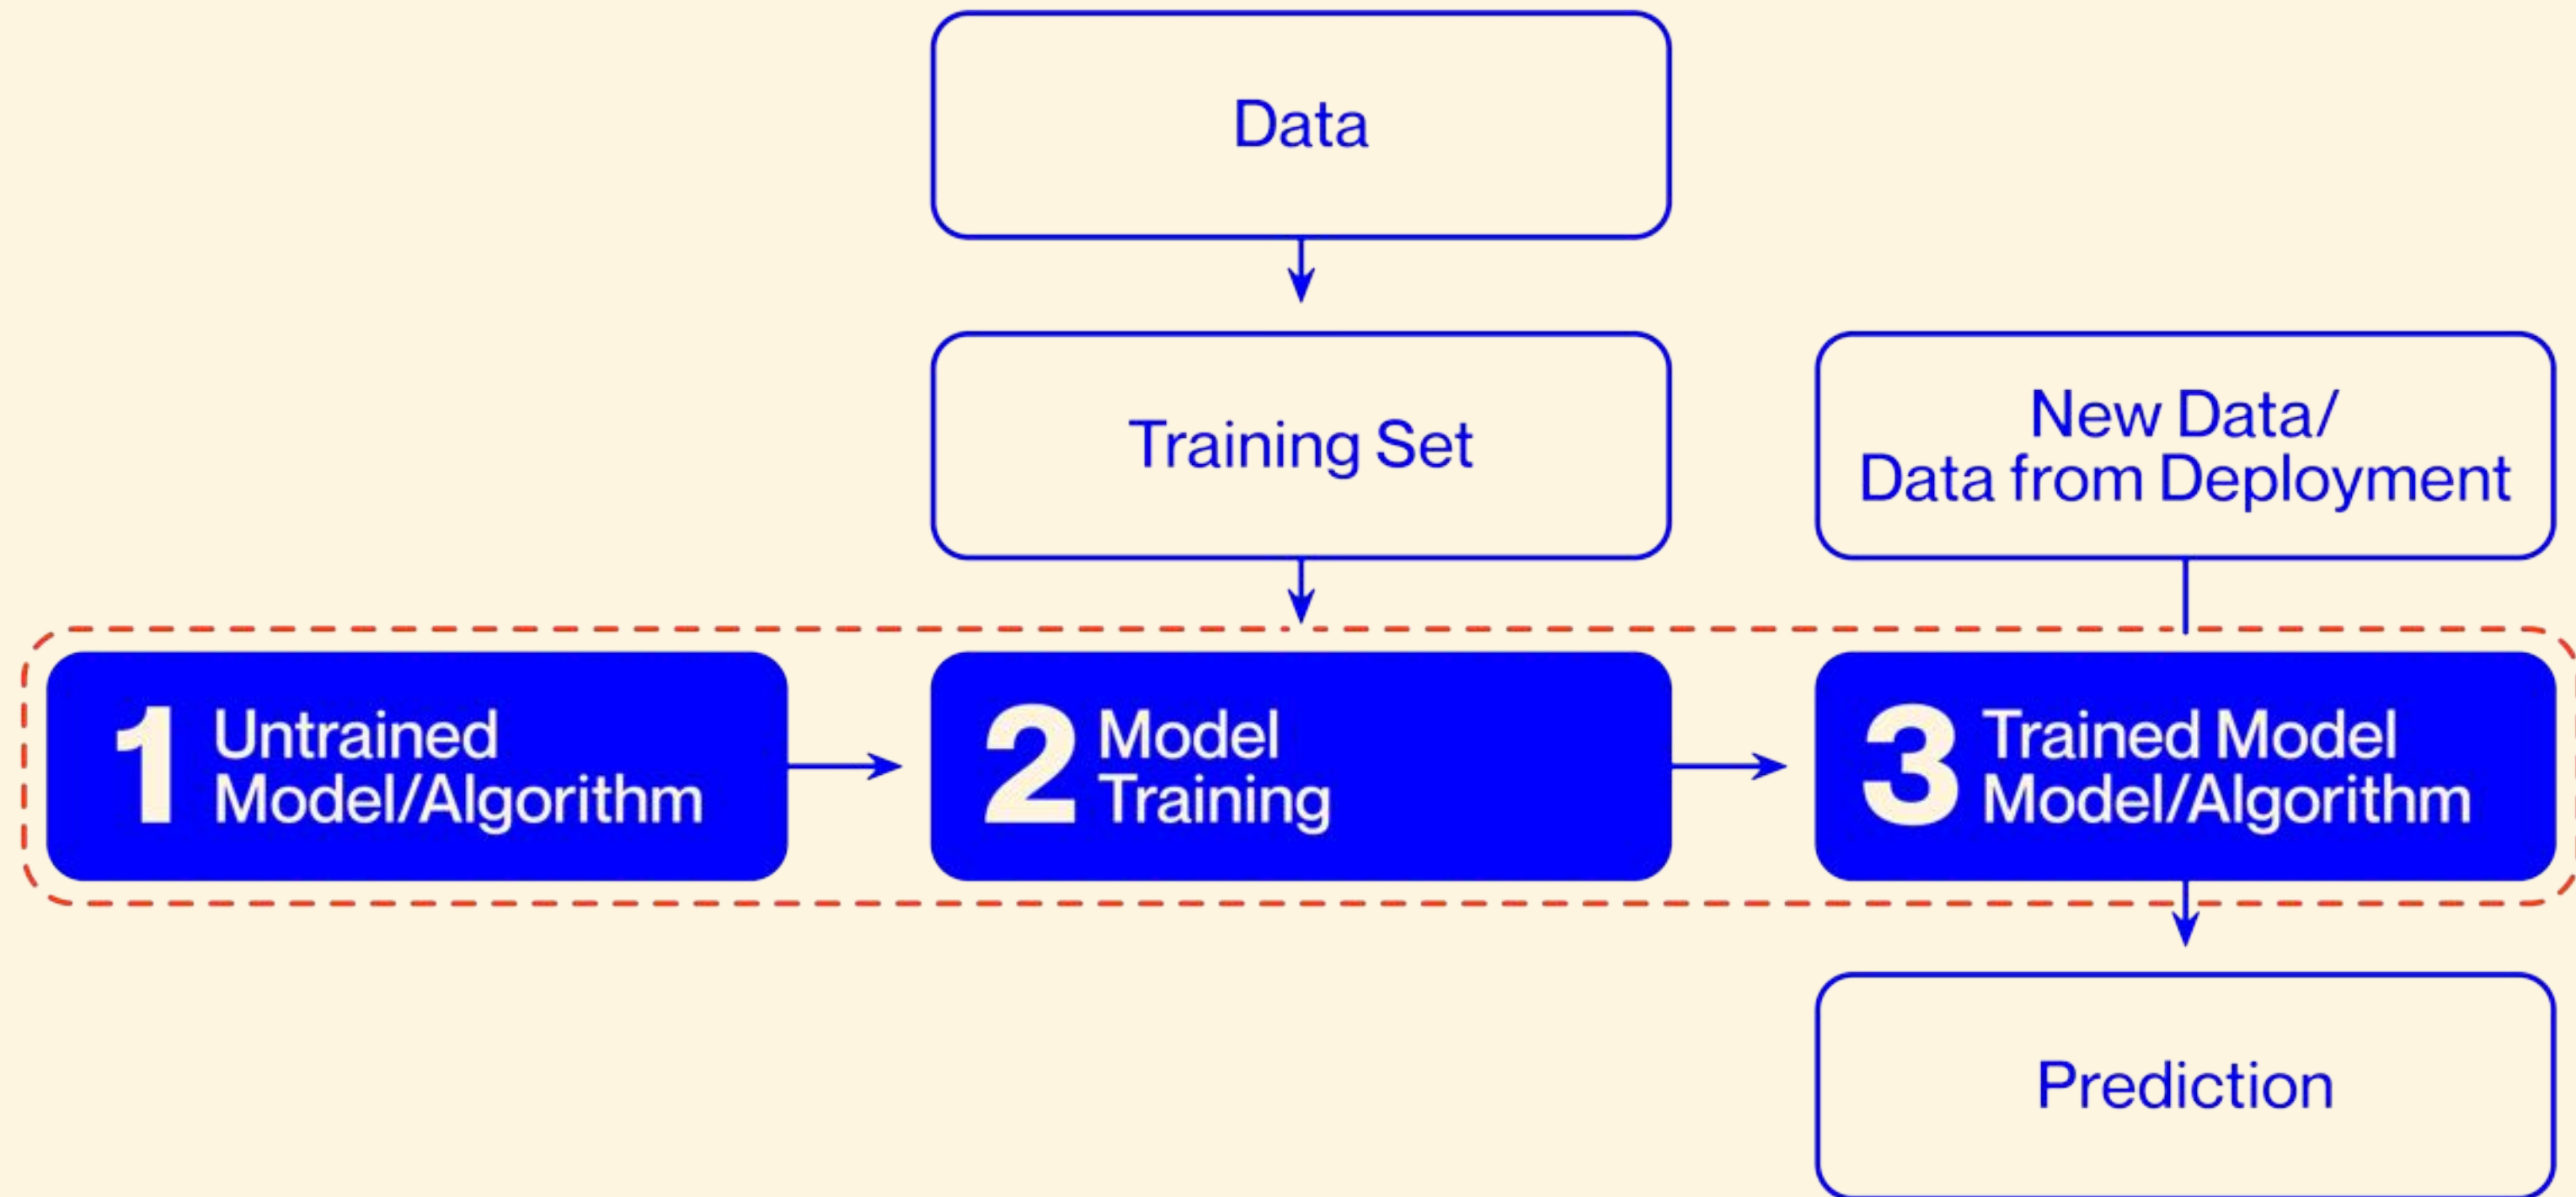 Data
Training Set
New Data/
Data from Deployment
1 Untrained
Model/Algorithm
2 Model
Training
3 Trained Model
Model/Algorithm
Prediction